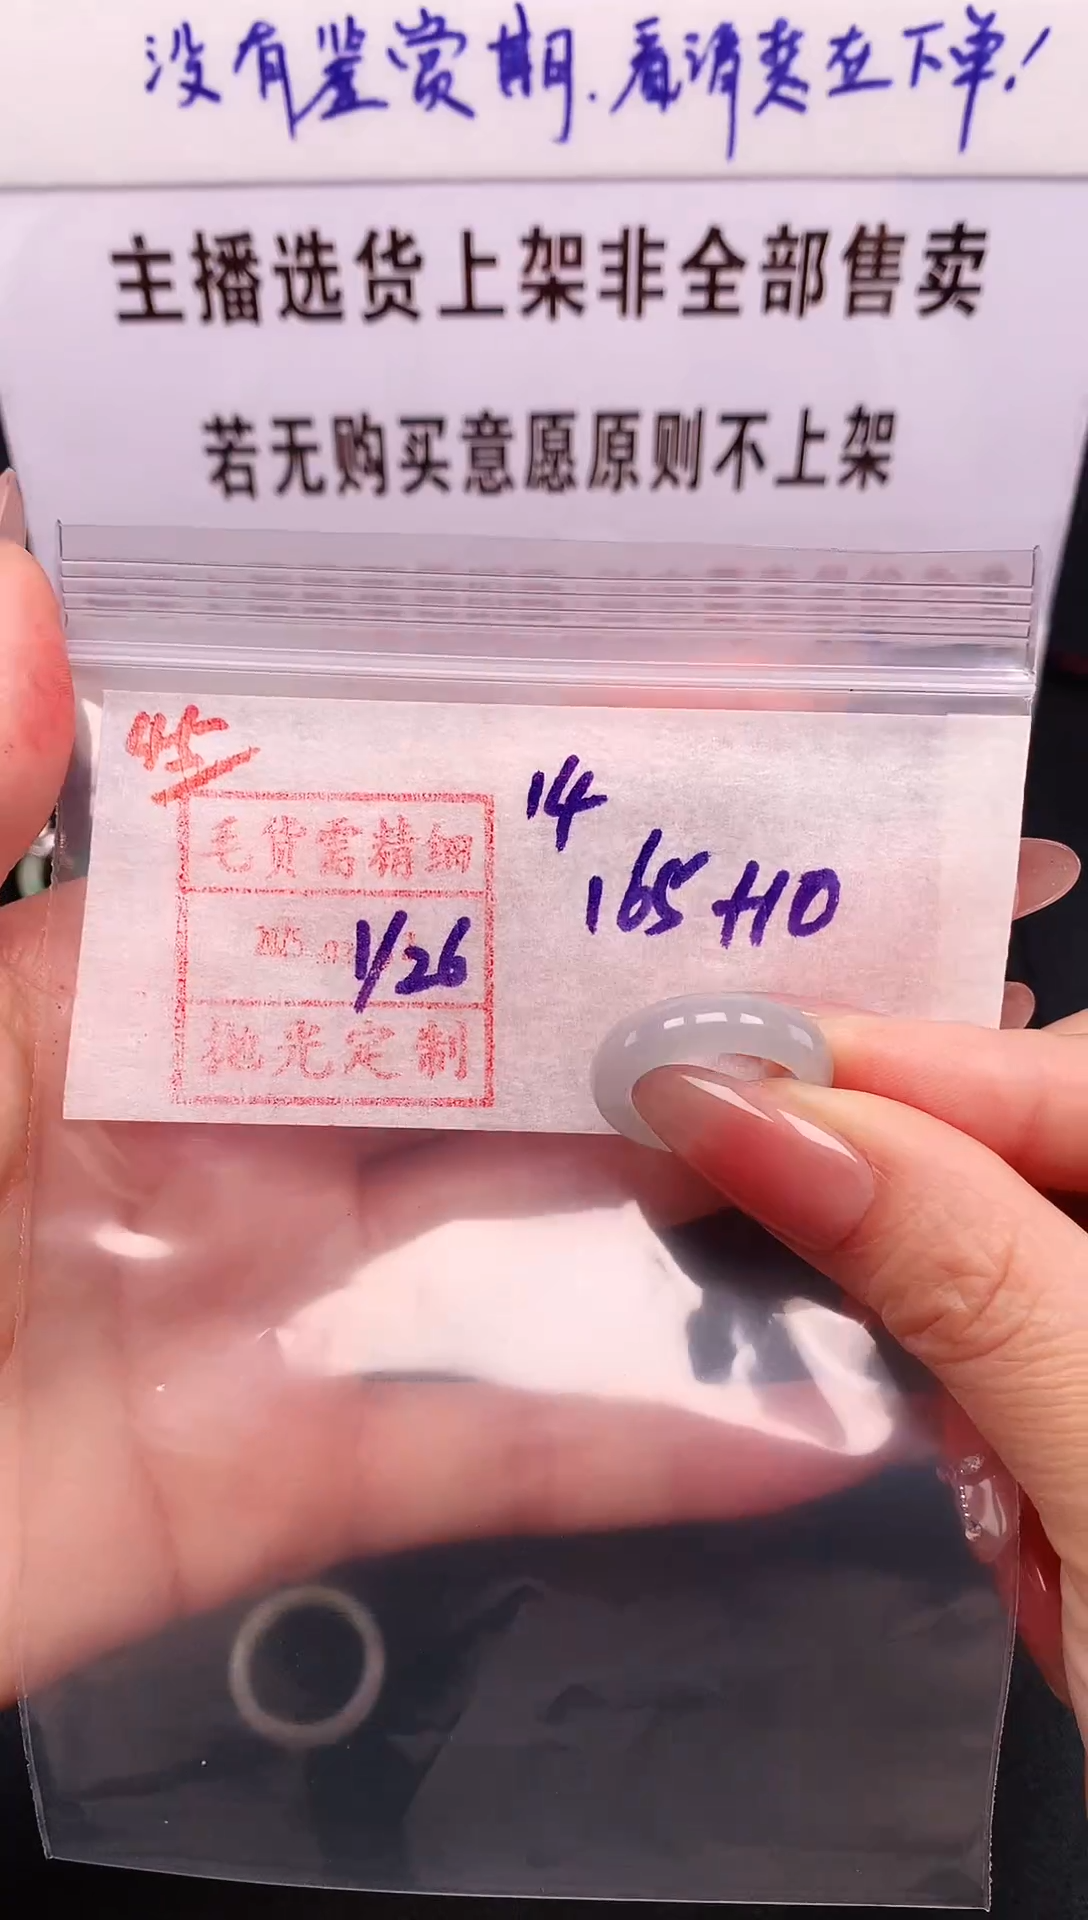 没有鉴赏期.看清楚在下单!
主播选货上架非全部售卖
若无购买意愿原则不上架
毛货需精细
1/26
抛光定制
14
165+10